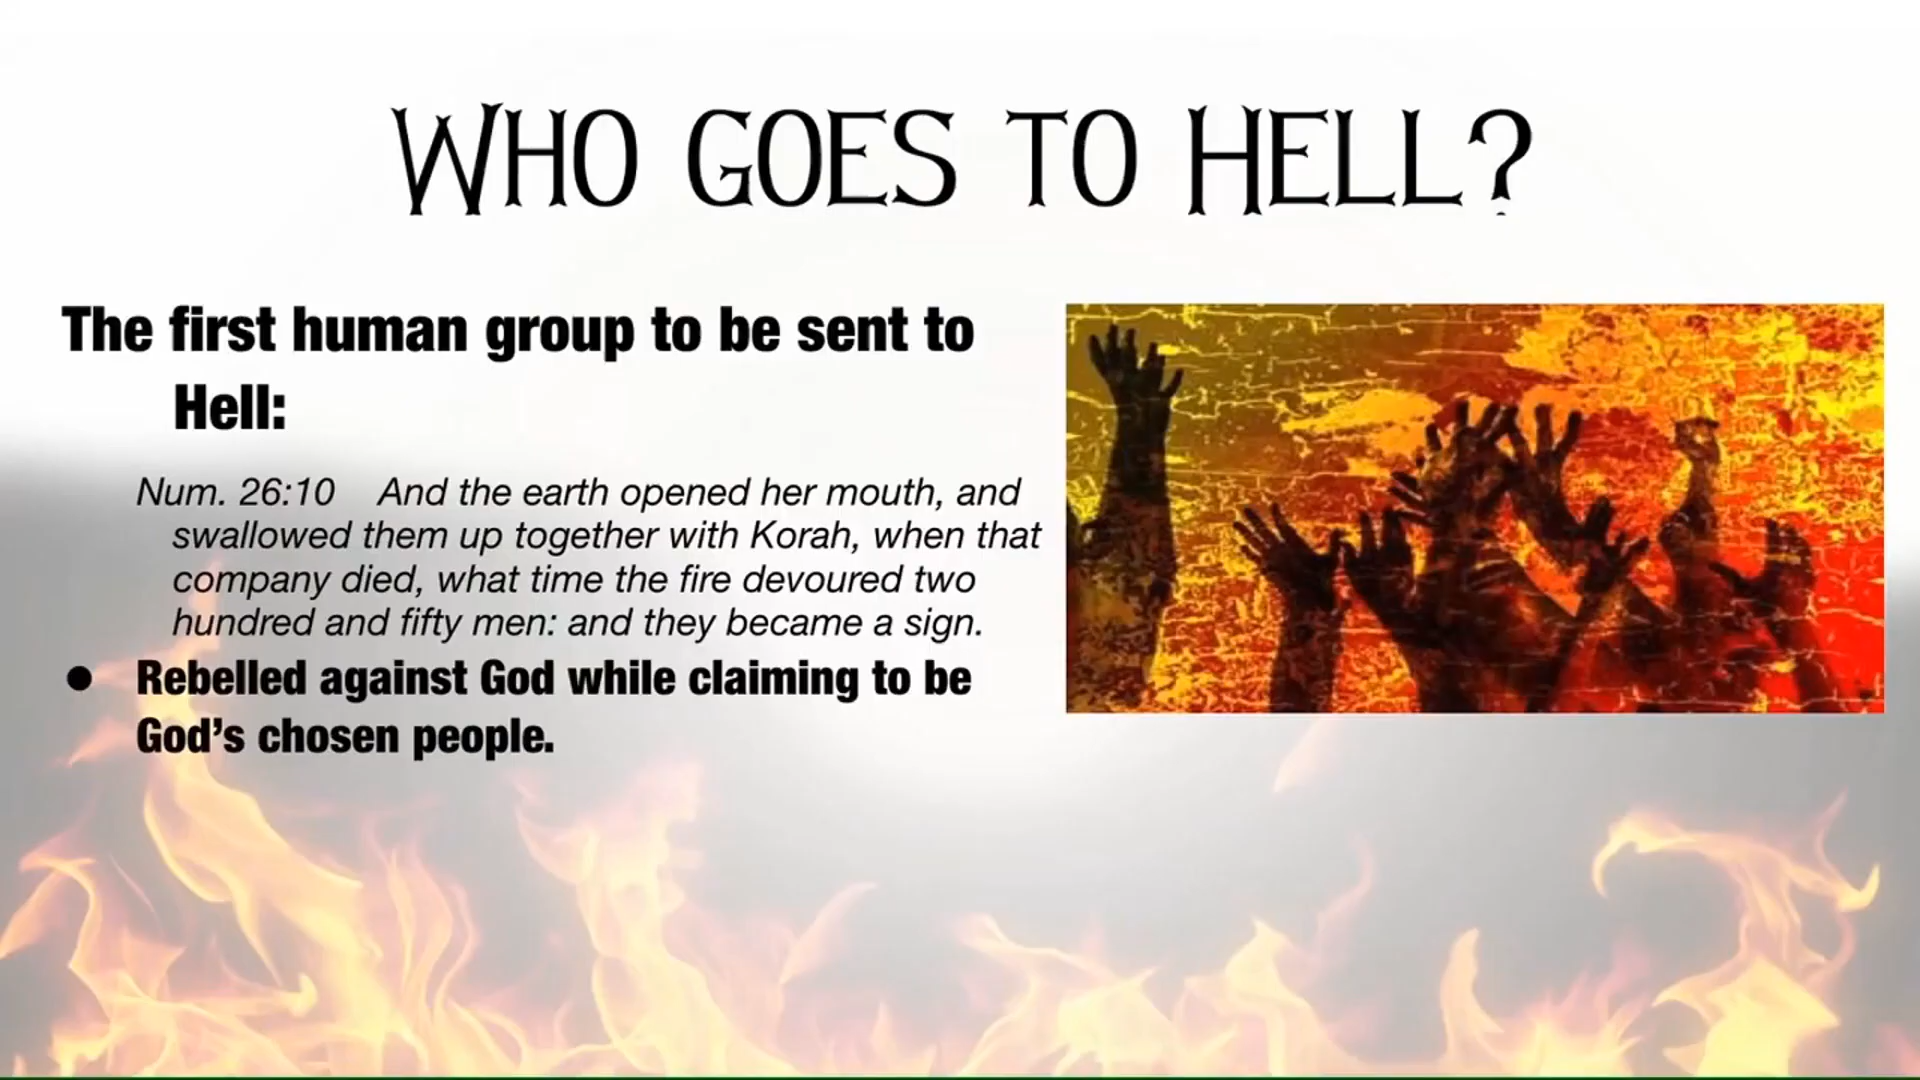 WHO GOES TO HELL?
The first human group to be sent to
Hell:
Num. 26:10 And the earth opened her mouth, and
swallowed them up together with Korah, when that
company died, what time the fire devoured two
hundred and fifty men: and they became a sign.
● Rebelled against God while claiming to be
God’s chosen people.